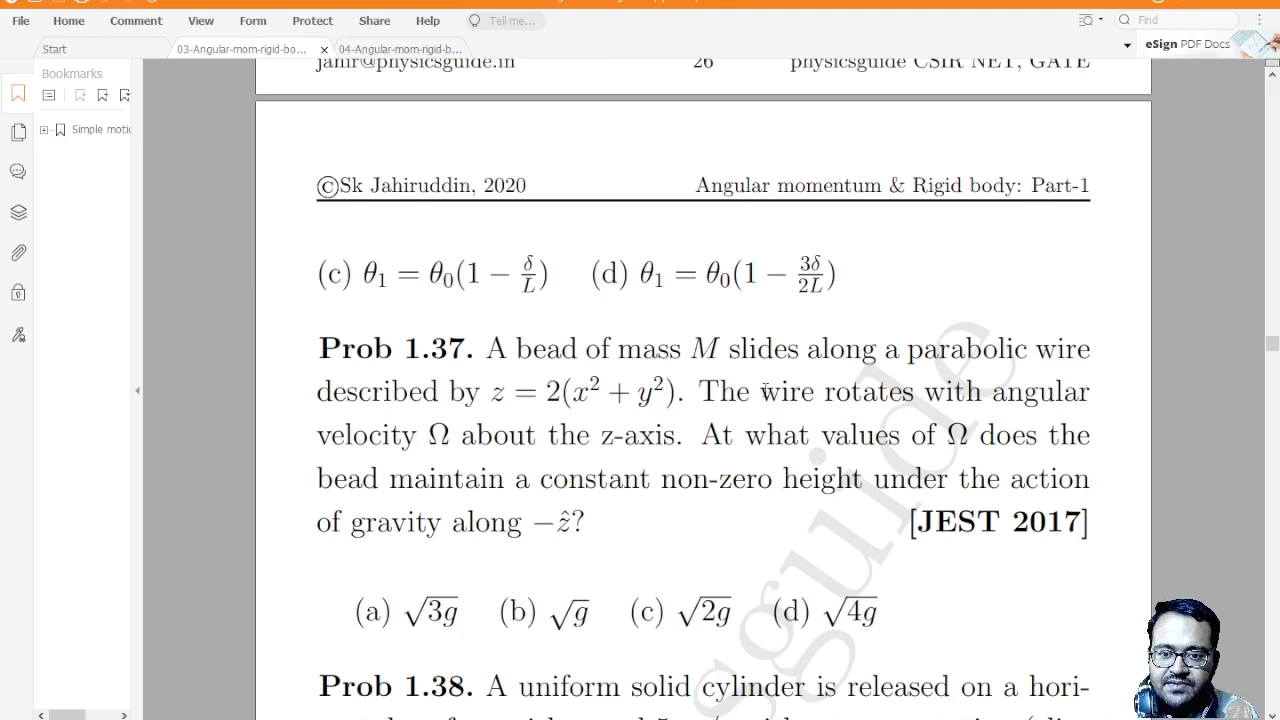 File Home Comment View Form Protect Share Help Tell me... Find
Start 03-Angular-mom-rigid-bo... 04-Angular-mom-rigid-b... eSign PDF Docs
Bookmarks
Simple motic
jahir@physicsguide.in 26 physicsguide CSIR NET, GATE
©Sk Jahiruddin, 2020 Angular momentum & Rigid body: Part-1
(c) θ₁ = θ₀(1 − δ/L) (d) θ₁ = θ₀(1 − 3δ/2L)
Prob 1.37. A bead of mass M slides along a parabolic wire
described by z = 2(x² + y²). The wire rotates with angular
velocity Ω about the z-axis. At what values of Ω does the
bead maintain a constant non-zero height under the action
of gravity along −ẑ? [JEST 2017]
(a) √3g (b) √g (c) √2g (d) √4g
Prob 1.38. A uniform solid cylinder is released on a hori-